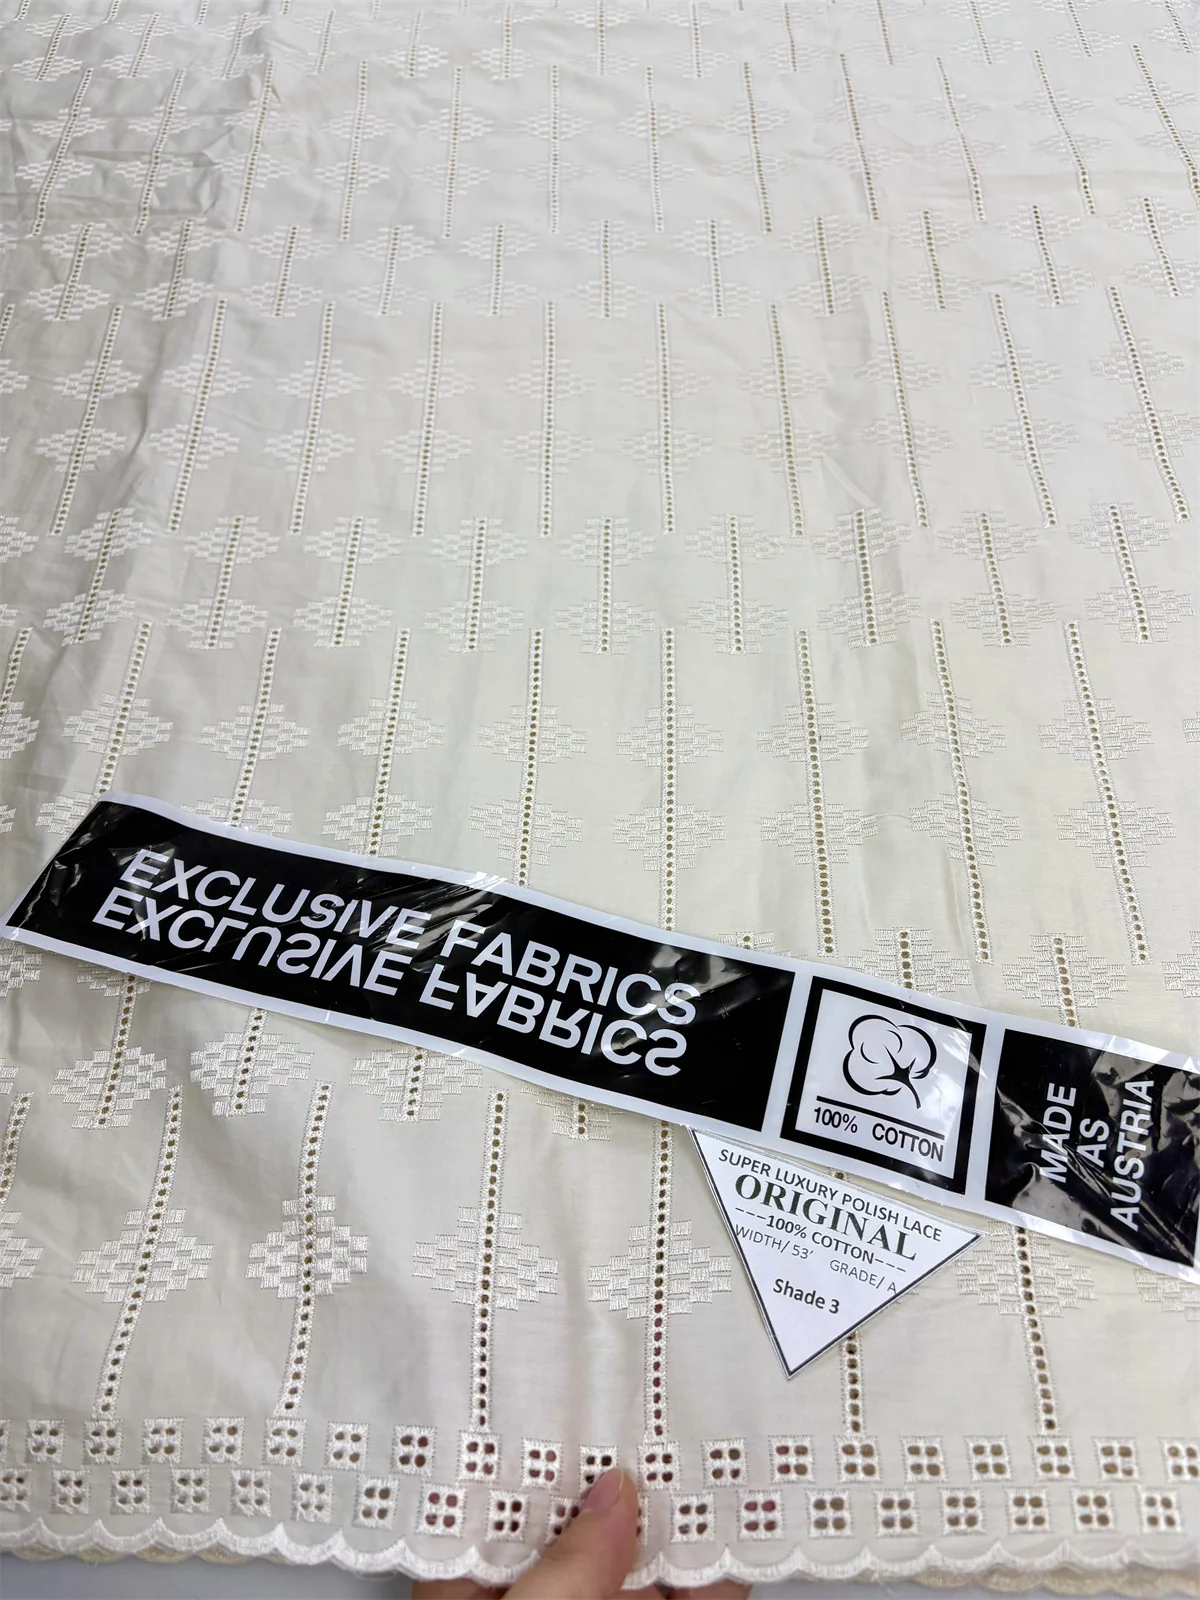 EXCLUSIVE FABRICS
EXCLUSIVE FABRICS
100% COTTON
MADE
AS
AUSTRIA
SUPER LUXURY POLISH LACE
ORIGINAL
---100% COTTON---
WIDTH/ 53' GRADE/ A
Shade 3